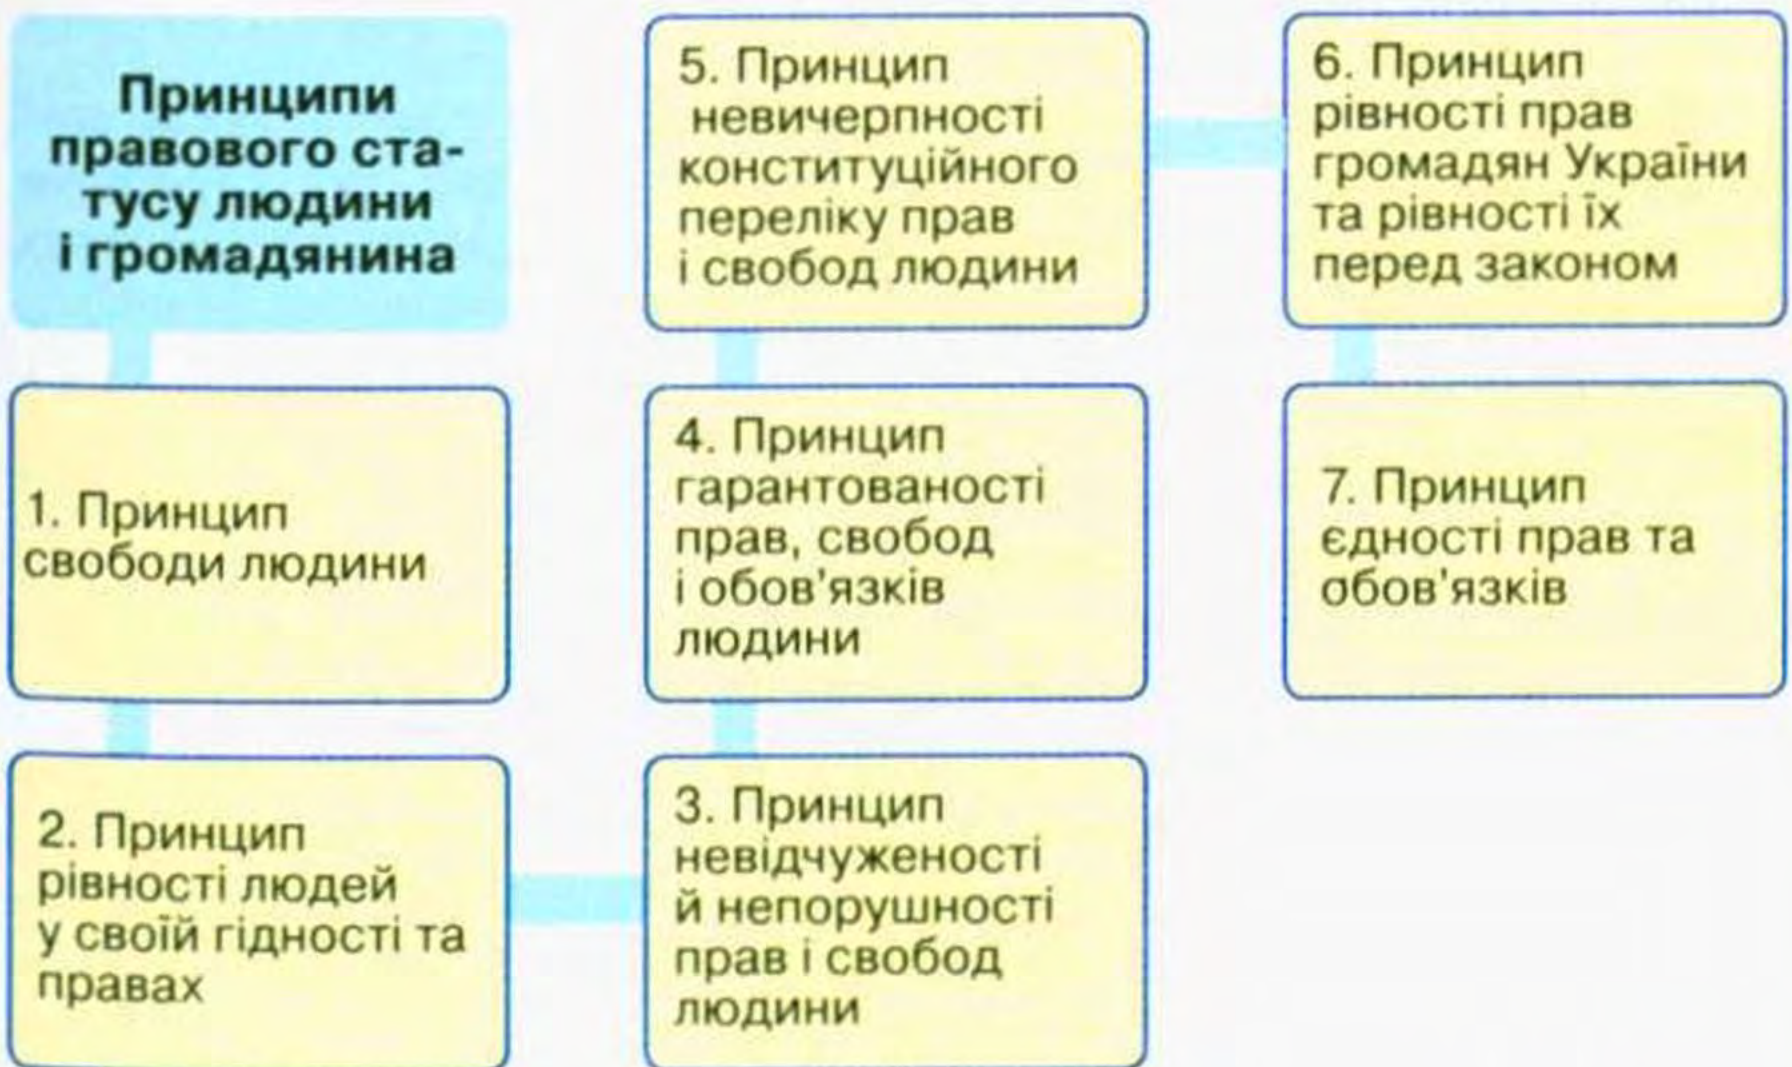 Принципи
правового ста-
тусу людини
і громадянина
1. Принцип
свободи людини
2. Принцип
рівності людей
у своїй гідності та
правах
3. Принцип
невідчуженості
й непорушності
прав і свобод
людини
4. Принцип
гарантованості
прав, свобод
і обов'язків
людини
5. Принцип
невичерпності
конституційного
переліку прав
і свобод людини
6. Принцип
рівності прав
громадян України
та рівності їх
перед законом
7. Принцип
єдності прав та
обов'язків